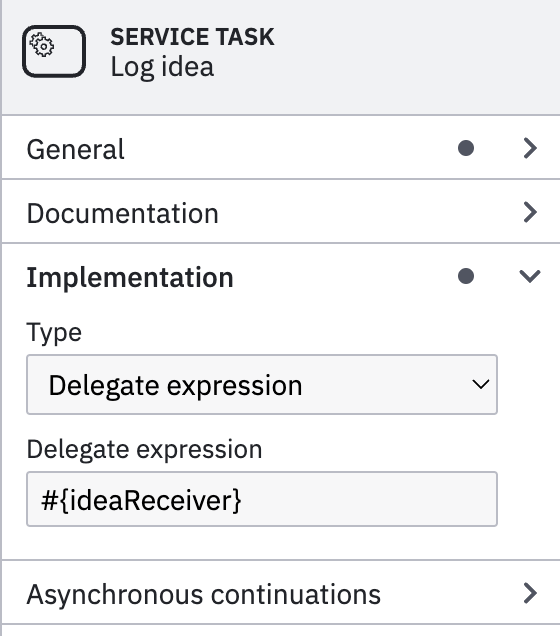 SERVICE TASK
Log idea
General
Documentation
Implementation
Type
Delegate expression
Delegate expression
#{ideaReceiver}
Asynchronous continuations